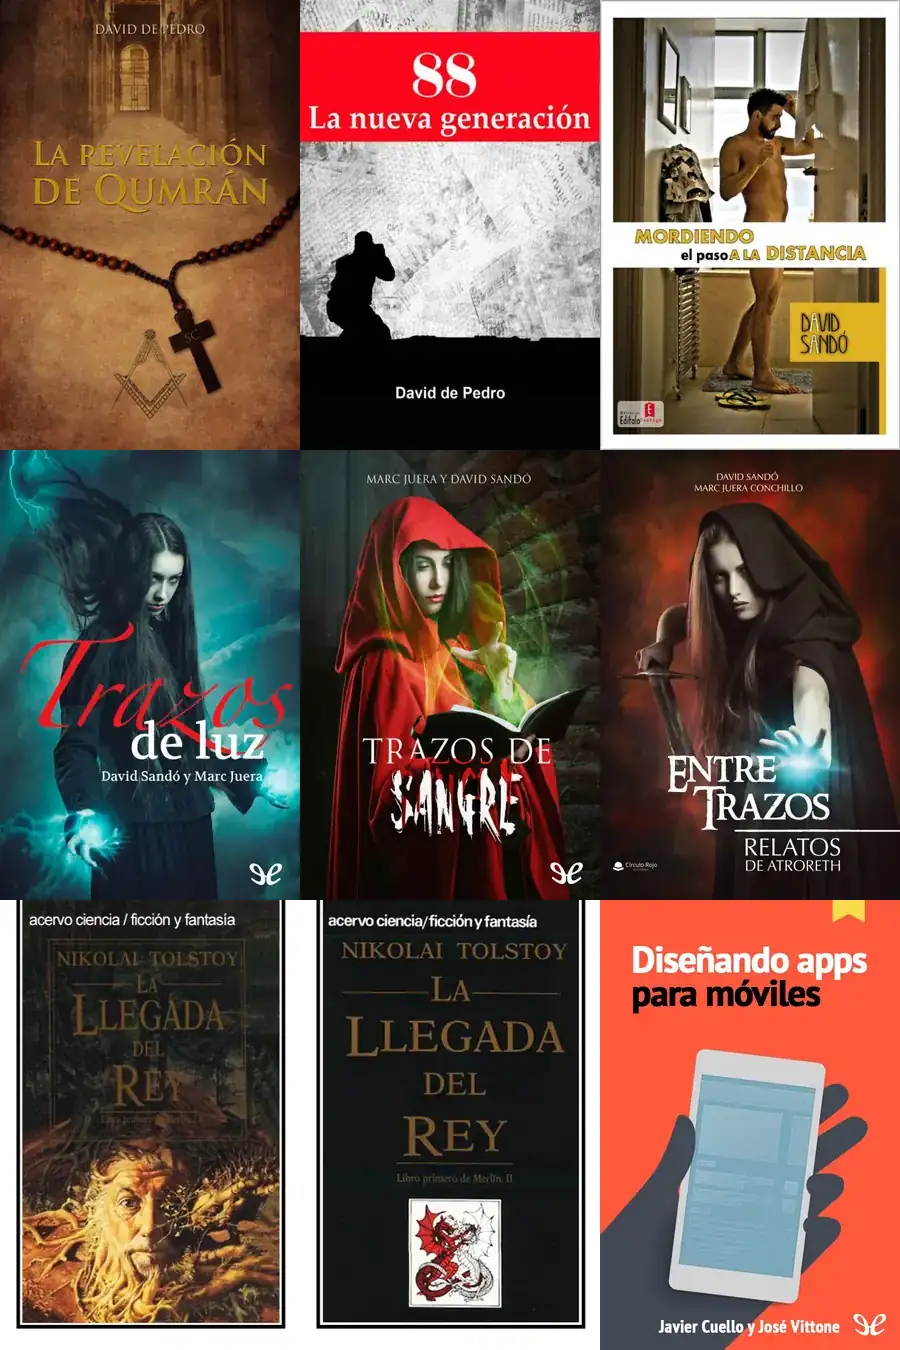 DAVID DE PEDRO
LA REVELACIÓN
DE QUMRÁN
SC
88
La nueva generación
David de Pedro
MORDIENDO
el paso A LA DISTANCIA
DAVID
SANDÓ
Trazos
de luz
David Sandó y Marc Juera
MARC JUERA Y DAVID SANDÓ
TRAZOS DE
SANGRE
DAVID SANDÓ
MARC JUERA CONCHILLO
ENTRE
TRAZOS
RELATOS
DE ATRORETH
Círculo Rojo
acervo ciencia / ficción y fantasía
NIKOLAI TOLSTOY
LA
LLEGADA
DEL
REY
acervo ciencia/ficción y fantasía
NIKOLAI TOLSTOY
LA
LLEGADA
DEL
REY
Libro primero de Merlín. II
Diseñando apps
para móviles
Javier Cuello y José Vittone